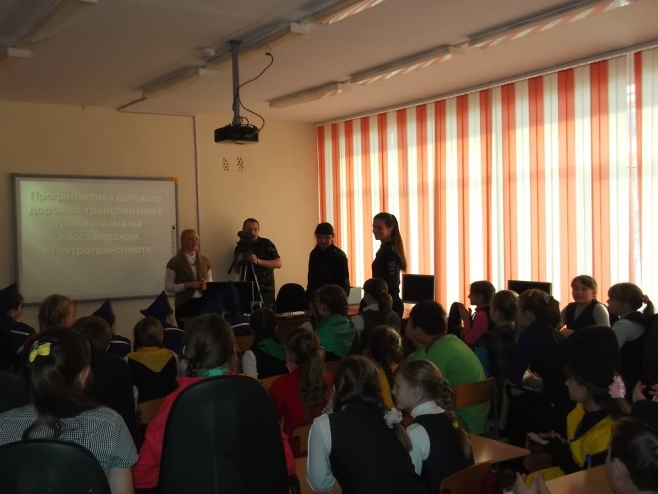 Профилактика детского
дорожно-транспортного
травматизма на
пассажирском
электротранспорте